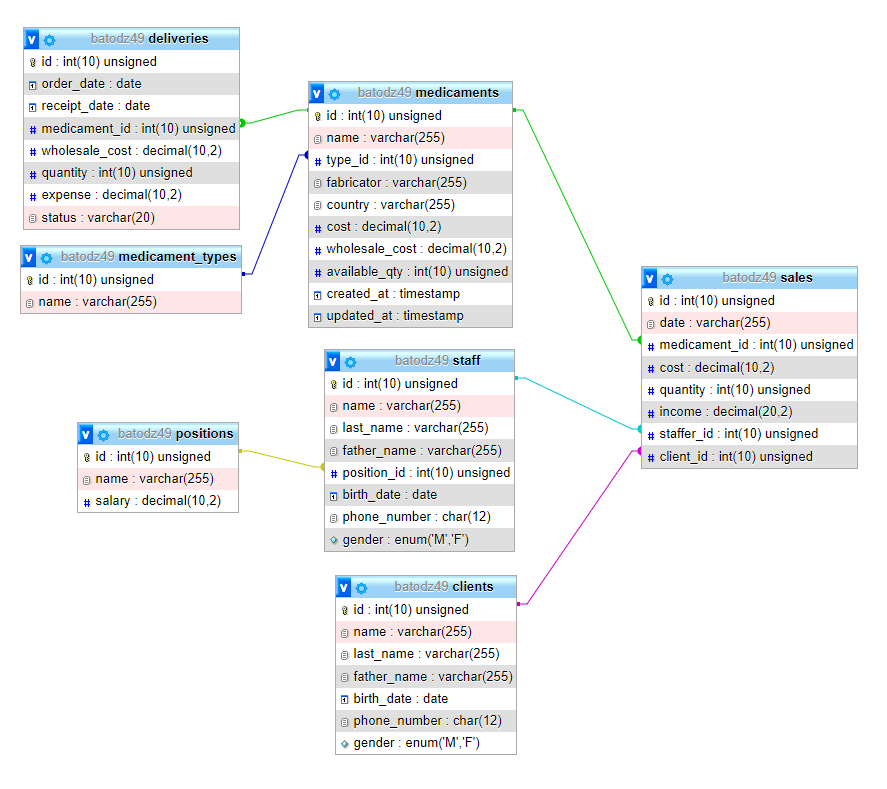 v batodz49 deliveries
id : int(10) unsigned
order_date : date
receipt_date : date
# medicament_id : int(10) unsigned
# wholesale_cost : decimal(10,2)
# quantity : int(10) unsigned
# expense : decimal(10,2)
status : varchar(20)
v batodz49 medicament_types
id : int(10) unsigned
name : varchar(255)
v batodz49 medicaments
id : int(10) unsigned
name : varchar(255)
# type_id : int(10) unsigned
fabricator : varchar(255)
country : varchar(255)
# cost : decimal(10,2)
# wholesale_cost : decimal(10,2)
# available_qty : int(10) unsigned
created_at : timestamp
updated_at : timestamp
v batodz49 positions
id : int(10) unsigned
name : varchar(255)
# salary : decimal(10,2)
v batodz49 staff
id : int(10) unsigned
name : varchar(255)
last_name : varchar(255)
father_name : varchar(255)
# position_id : int(10) unsigned
birth_date : date
phone_number : char(12)
gender : enum('M','F')
v batodz49 clients
id : int(10) unsigned
name : varchar(255)
last_name : varchar(255)
father_name : varchar(255)
birth_date : date
phone_number : char(12)
gender : enum('M','F')
v batodz49 sales
id : int(10) unsigned
date : varchar(255)
# medicament_id : int(10) unsigned
# cost : decimal(10,2)
# quantity : int(10) unsigned
# income : decimal(20,2)
# staffer_id : int(10) unsigned
# client_id : int(10) unsigned